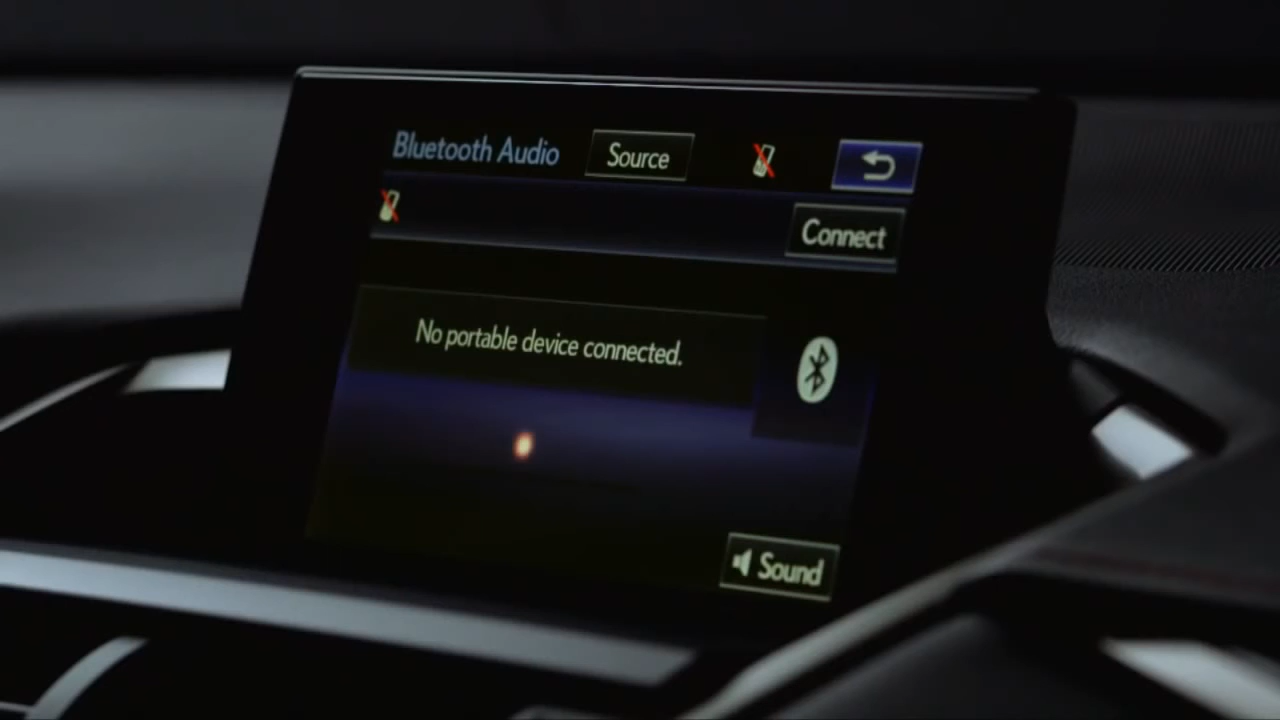 Bluetooth Audio
Source
Connect
No portable device connected.
Sound